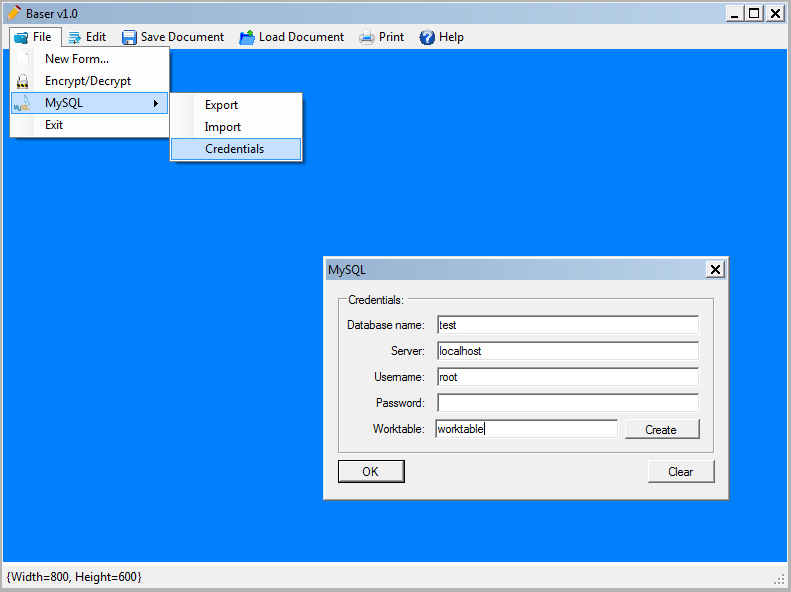 Baser v1.0
File Edit Save Document Load Document Print Help
New Form...
Encrypt/Decrypt
MySQL
Exit
Export
Import
Credentials
MySQL
Credentials:
Database name: test
Server: localhost
Username: root
Password:
Worktable: worktable Create
OK Clear
{Width=800, Height=600}